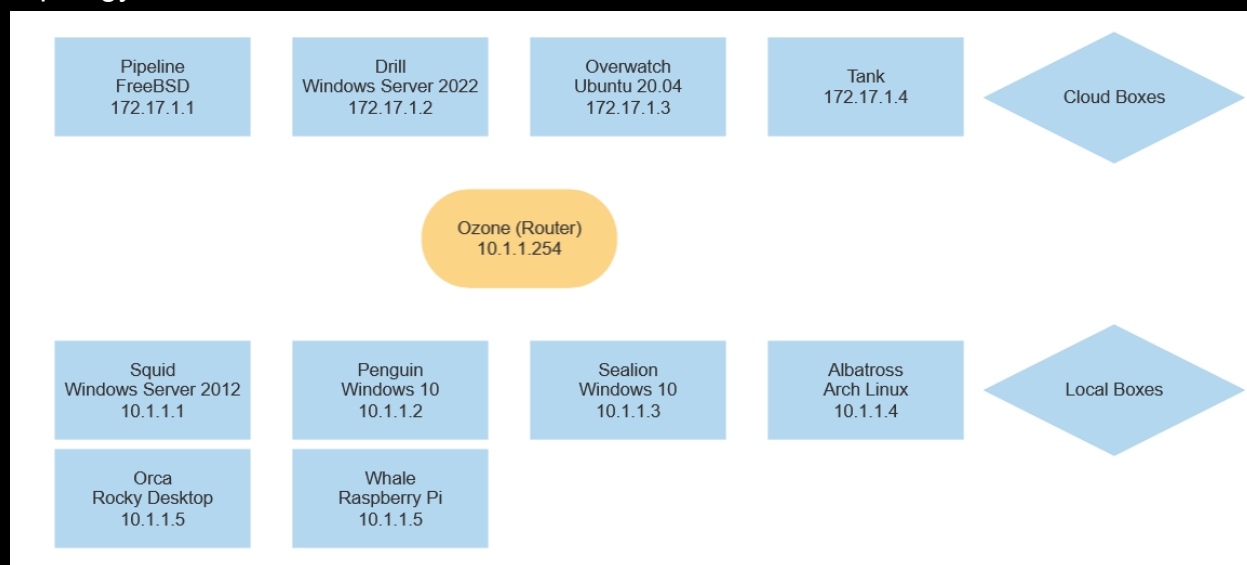 Pipeline
FreeBSD
172.17.1.1
Drill
Windows Server 2022
172.17.1.2
Overwatch
Ubuntu 20.04
172.17.1.3
Tank
172.17.1.4
Cloud Boxes
Ozone (Router)
10.1.1.254
Squid
Windows Server 2012
10.1.1.1
Penguin
Windows 10
10.1.1.2
Sealion
Windows 10
10.1.1.3
Albatross
Arch Linux
10.1.1.4
Local Boxes
Orca
Rocky Desktop
10.1.1.5
Whale
Raspberry Pi
10.1.1.5